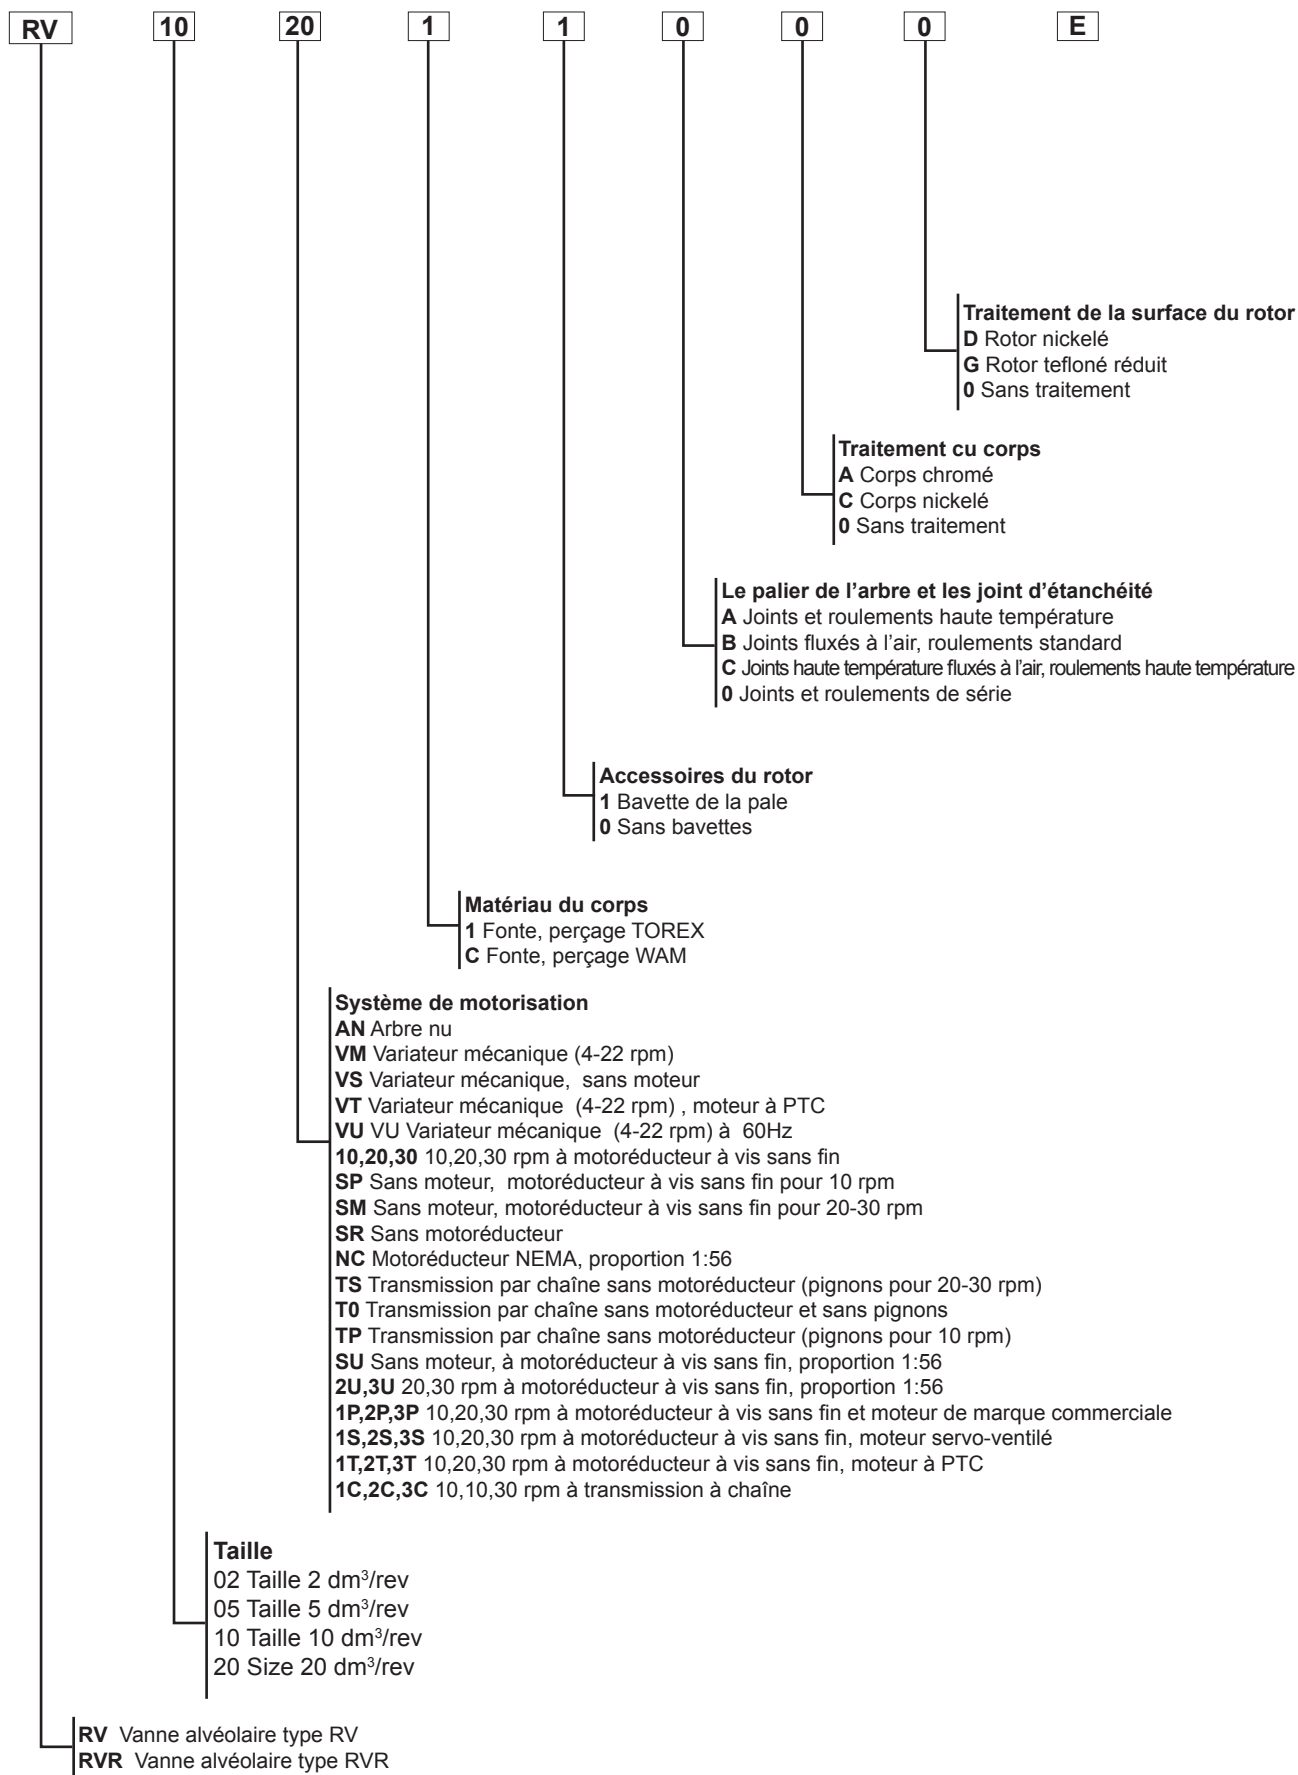 RV 10 20 1 1 0 0 0 E
Traitement de la surface du rotor
D Rotor nickelé
G Rotor tefloné réduit
0 Sans traitement
Traitement cu corps
A Corps chromé
C Corps nickelé
0 Sans traitement
Le palier de l’arbre et les joint d’étanchéité
A Joints et roulements haute température
B Joints fluxés à l’air, roulements standard
C Joints haute température fluxés à l’air, roulements haute température
0 Joints et roulements de série
Accessoires du rotor
1 Bavette de la pale
0 Sans bavettes
Matériau du corps
1 Fonte, perçage TOREX
C Fonte, perçage WAM
Système de motorisation
AN Arbre nu
VM Variateur mécanique (4-22 rpm)
VS Variateur mécanique, sans moteur
VT Variateur mécanique (4-22 rpm) , moteur à PTC
VU VU Variateur mécanique (4-22 rpm) à 60Hz
10,20,30 10,20,30 rpm à motoréducteur à vis sans fin
SP Sans moteur, motoréducteur à vis sans fin pour 10 rpm
SM Sans moteur, motoréducteur à vis sans fin pour 20-30 rpm
SR Sans motoréducteur
NC Motoréducteur NEMA, proportion 1:56
TS Transmission par chaîne sans motoréducteur (pignons pour 20-30 rpm)
T0 Transmission par chaîne sans motoréducteur et sans pignons
TP Transmission par chaîne sans motoréducteur (pignons pour 10 rpm)
SU Sans moteur, à motoréducteur à vis sans fin, proportion 1:56
2U,3U 20,30 rpm à motoréducteur à vis sans fin, proportion 1:56
1P,2P,3P 10,20,30 rpm à motoréducteur à vis sans fin et moteur de marque commerciale
1S,2S,3S 10,20,30 rpm à motoréducteur à vis sans fin, moteur servo-ventilé
1T,2T,3T 10,20,30 rpm à motoréducteur à vis sans fin, moteur à PTC
1C,2C,3C 10,10,30 rpm à transmission à chaîne
Taille
02 Taille 2 dm³/rev
05 Taille 5 dm³/rev
10 Taille 10 dm³/rev
20 Size 20 dm³/rev
RV Vanne alvéolaire type RV
RVR Vanne alvéolaire type RVR